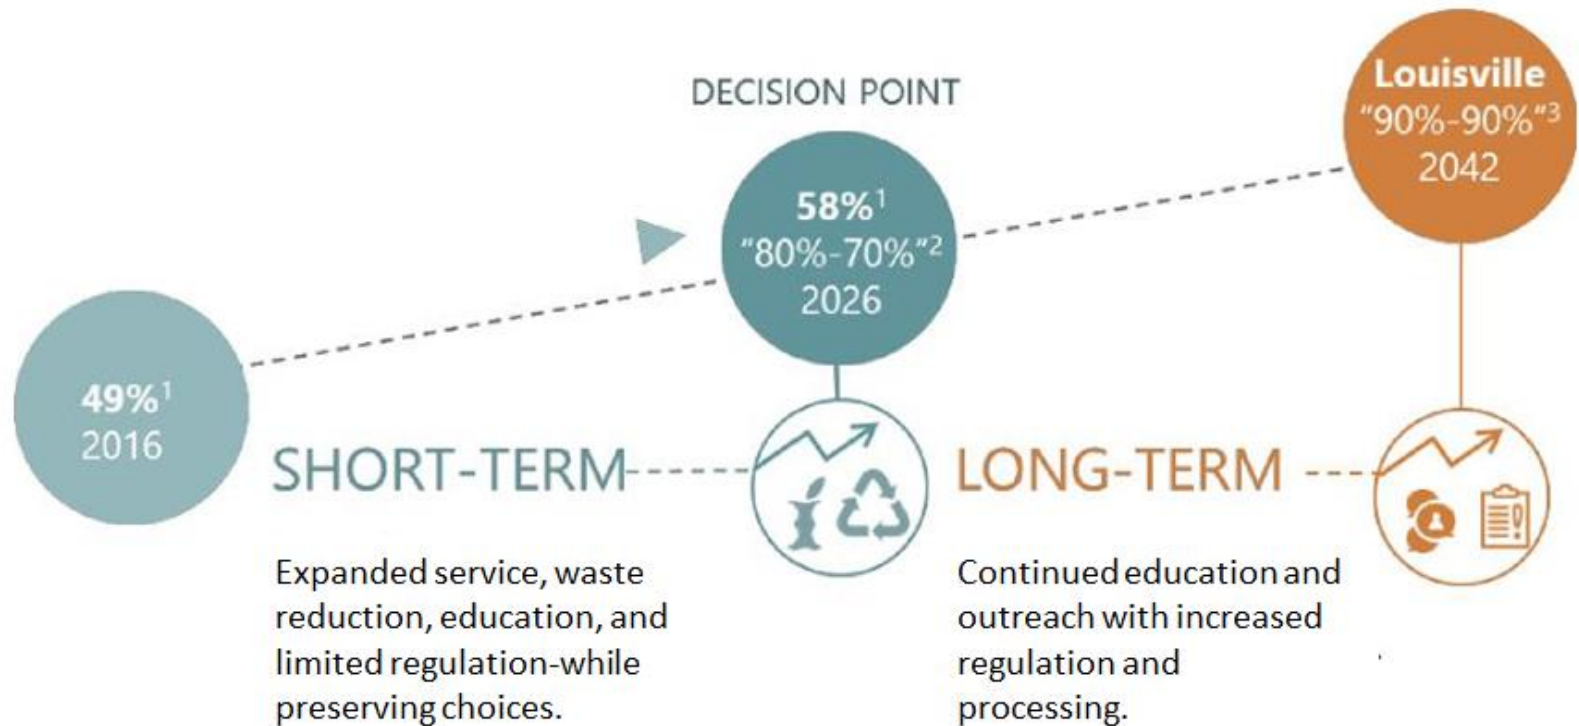 DECISION POINT
Louisville
"90%-90%"3
2042
58%1
"80%-70%"2
2026
49%1
2016
SHORT-TERM
LONG-TERM
Expanded service, waste
reduction, education, and
limited regulation-while
preserving choices.
Continued education and
outreach with increased
regulation and
processing.